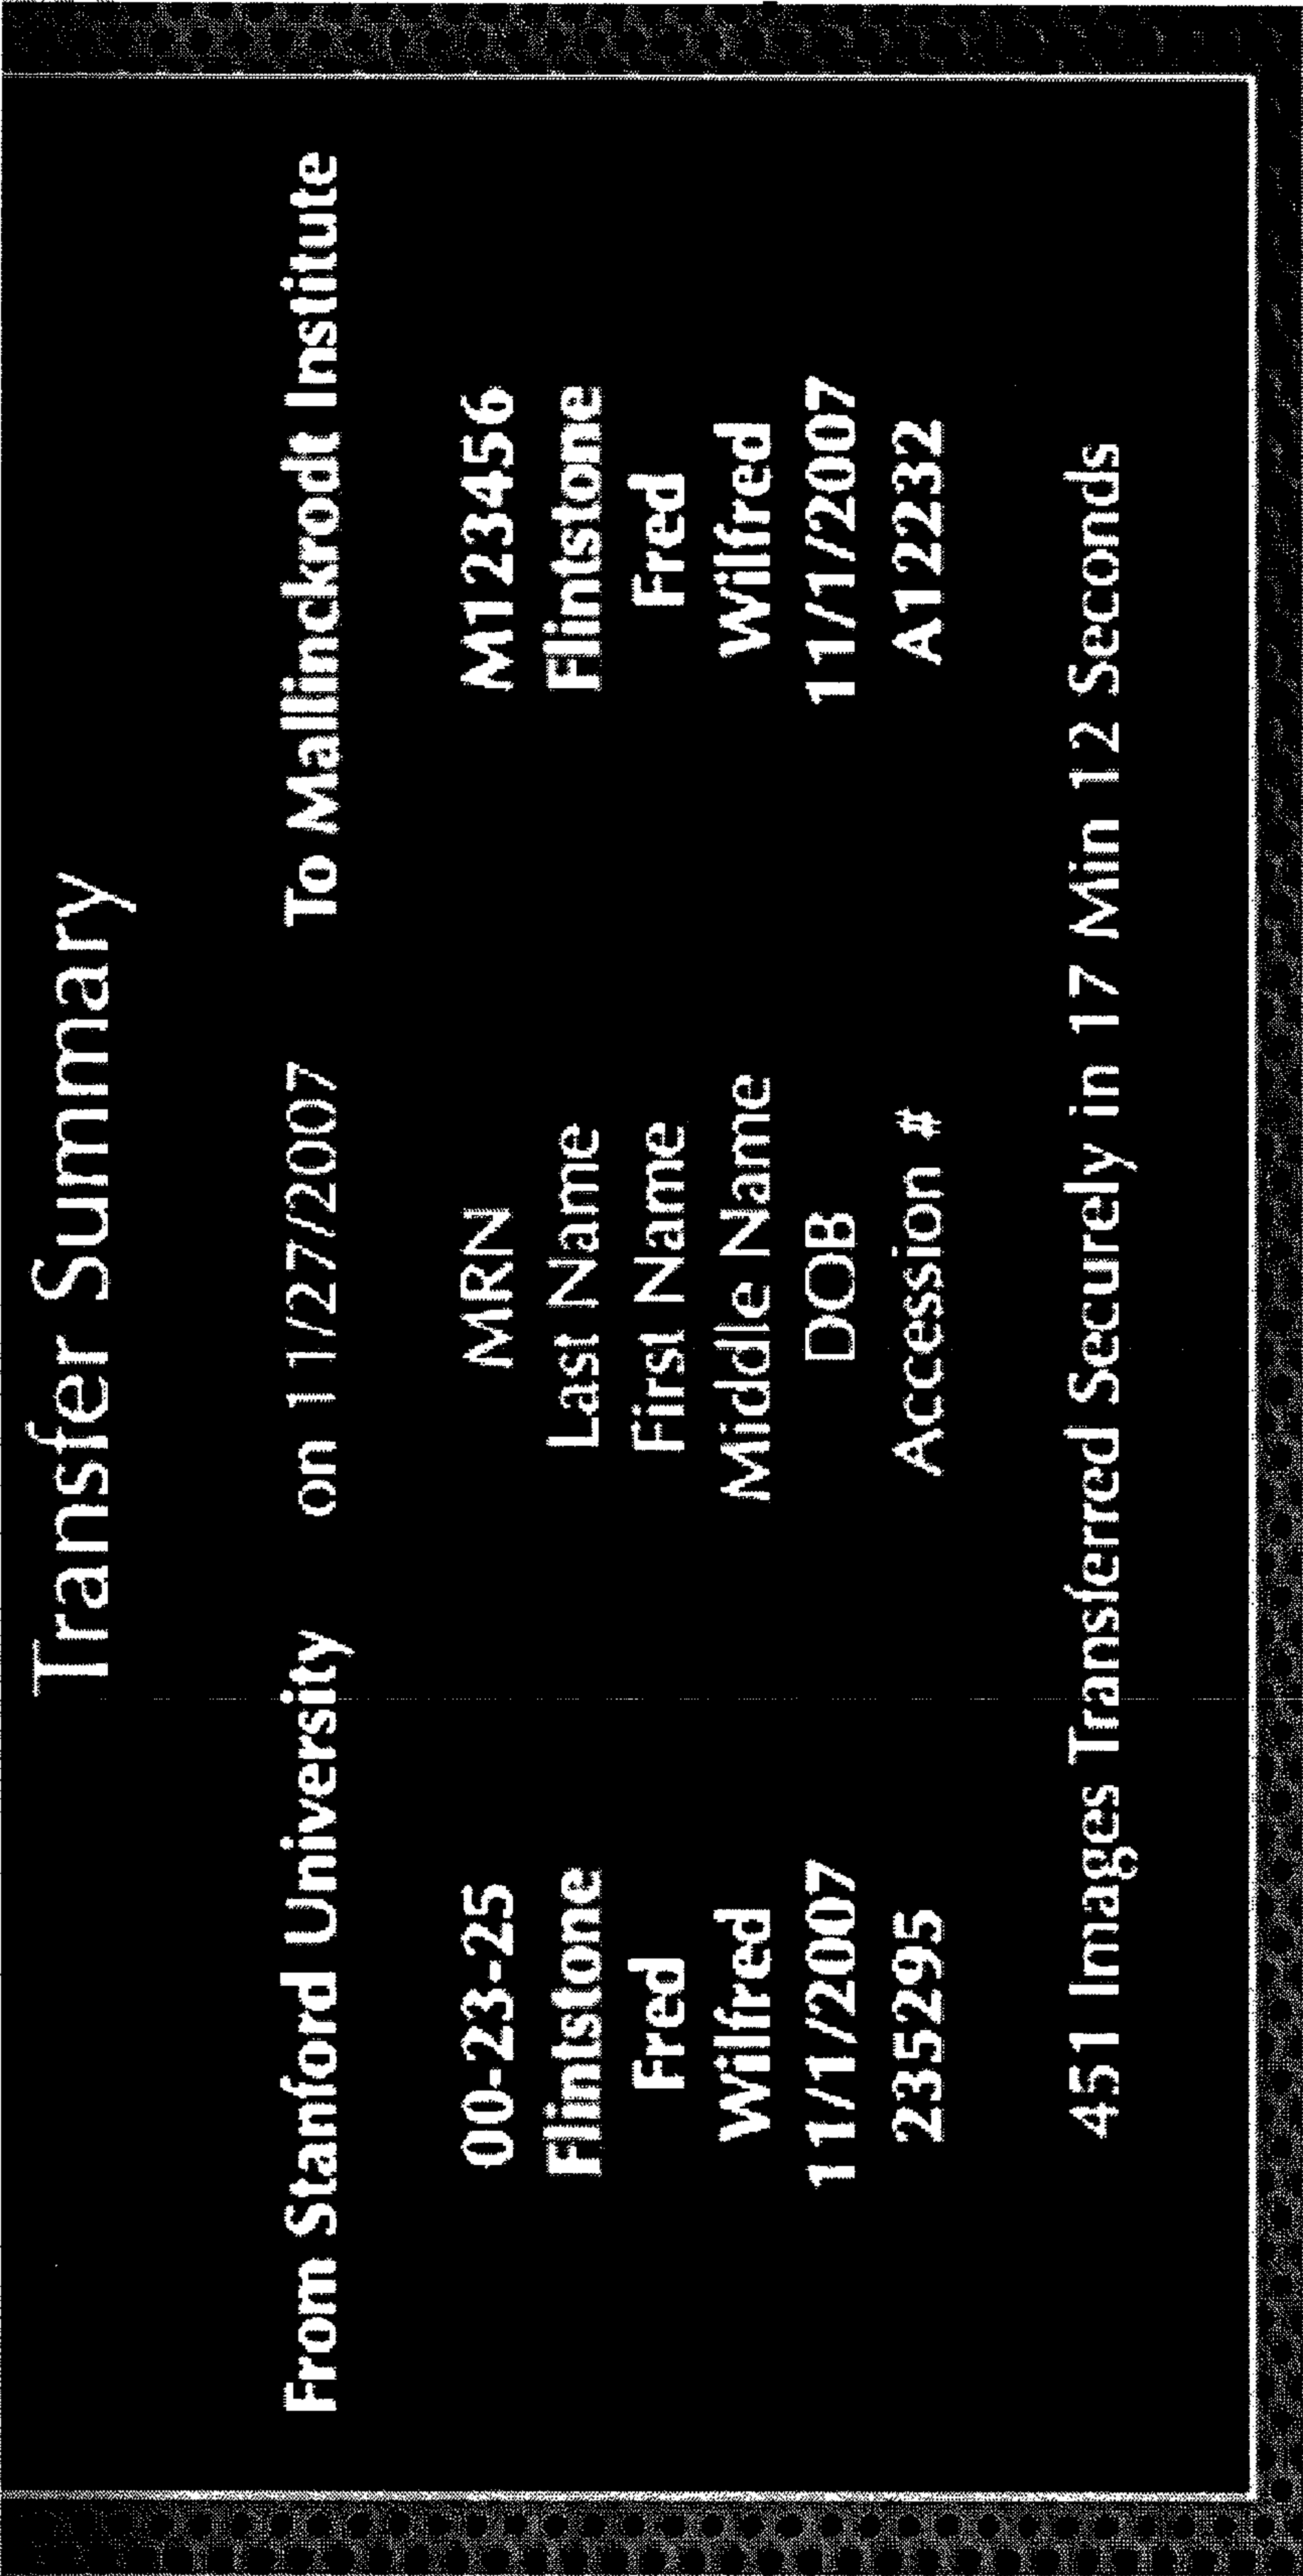 Transfer Summary
From Stanford University on 11/27/2007 To Mallinckrodt Institute
00-23-25 MRN M123456
Flintstone Last Name Flintstone
Fred First Name Fred
Wilfred Middle Name Wilfred
11/1/2007 DOB 11/1/2007
235295 Accession # A12232
451 Images Transferred Securely in 17 Min 12 Seconds